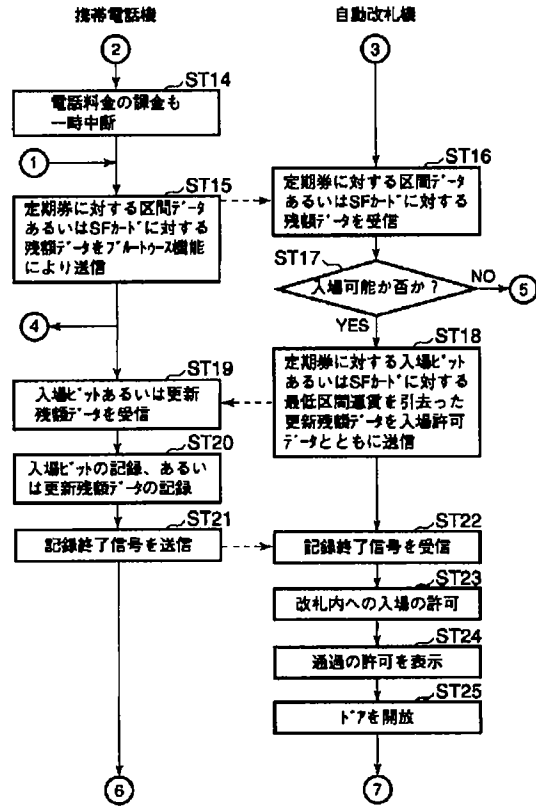 携帯電話機
自動改札機
2
3
ST14
電話料金の課金も
一時中断
1
ST15
定期券に対する区間データ
あるいはSFカードに対する
残額データをブルートゥース機能
により送信
ST16
定期券に対する区間データ
あるいはSFカードに対する
残額データを受信
ST17
入場可能か否か?
NO
5
YES
4
ST18
定期券に対する入場ビット
あるいはSFカードに対する
最低区間運賃を引去った
更新残額データを入場許可
データとともに送信
ST19
入場ビットあるいは更新
残額データを受信
ST20
入場ビットの記録、あるい
は更新残額データの記録
ST21
記録終了信号を送信
ST22
記録終了信号を受信
ST23
改札内への入場の許可
ST24
通過の許可を表示
ST25
ドアを開放
6
7